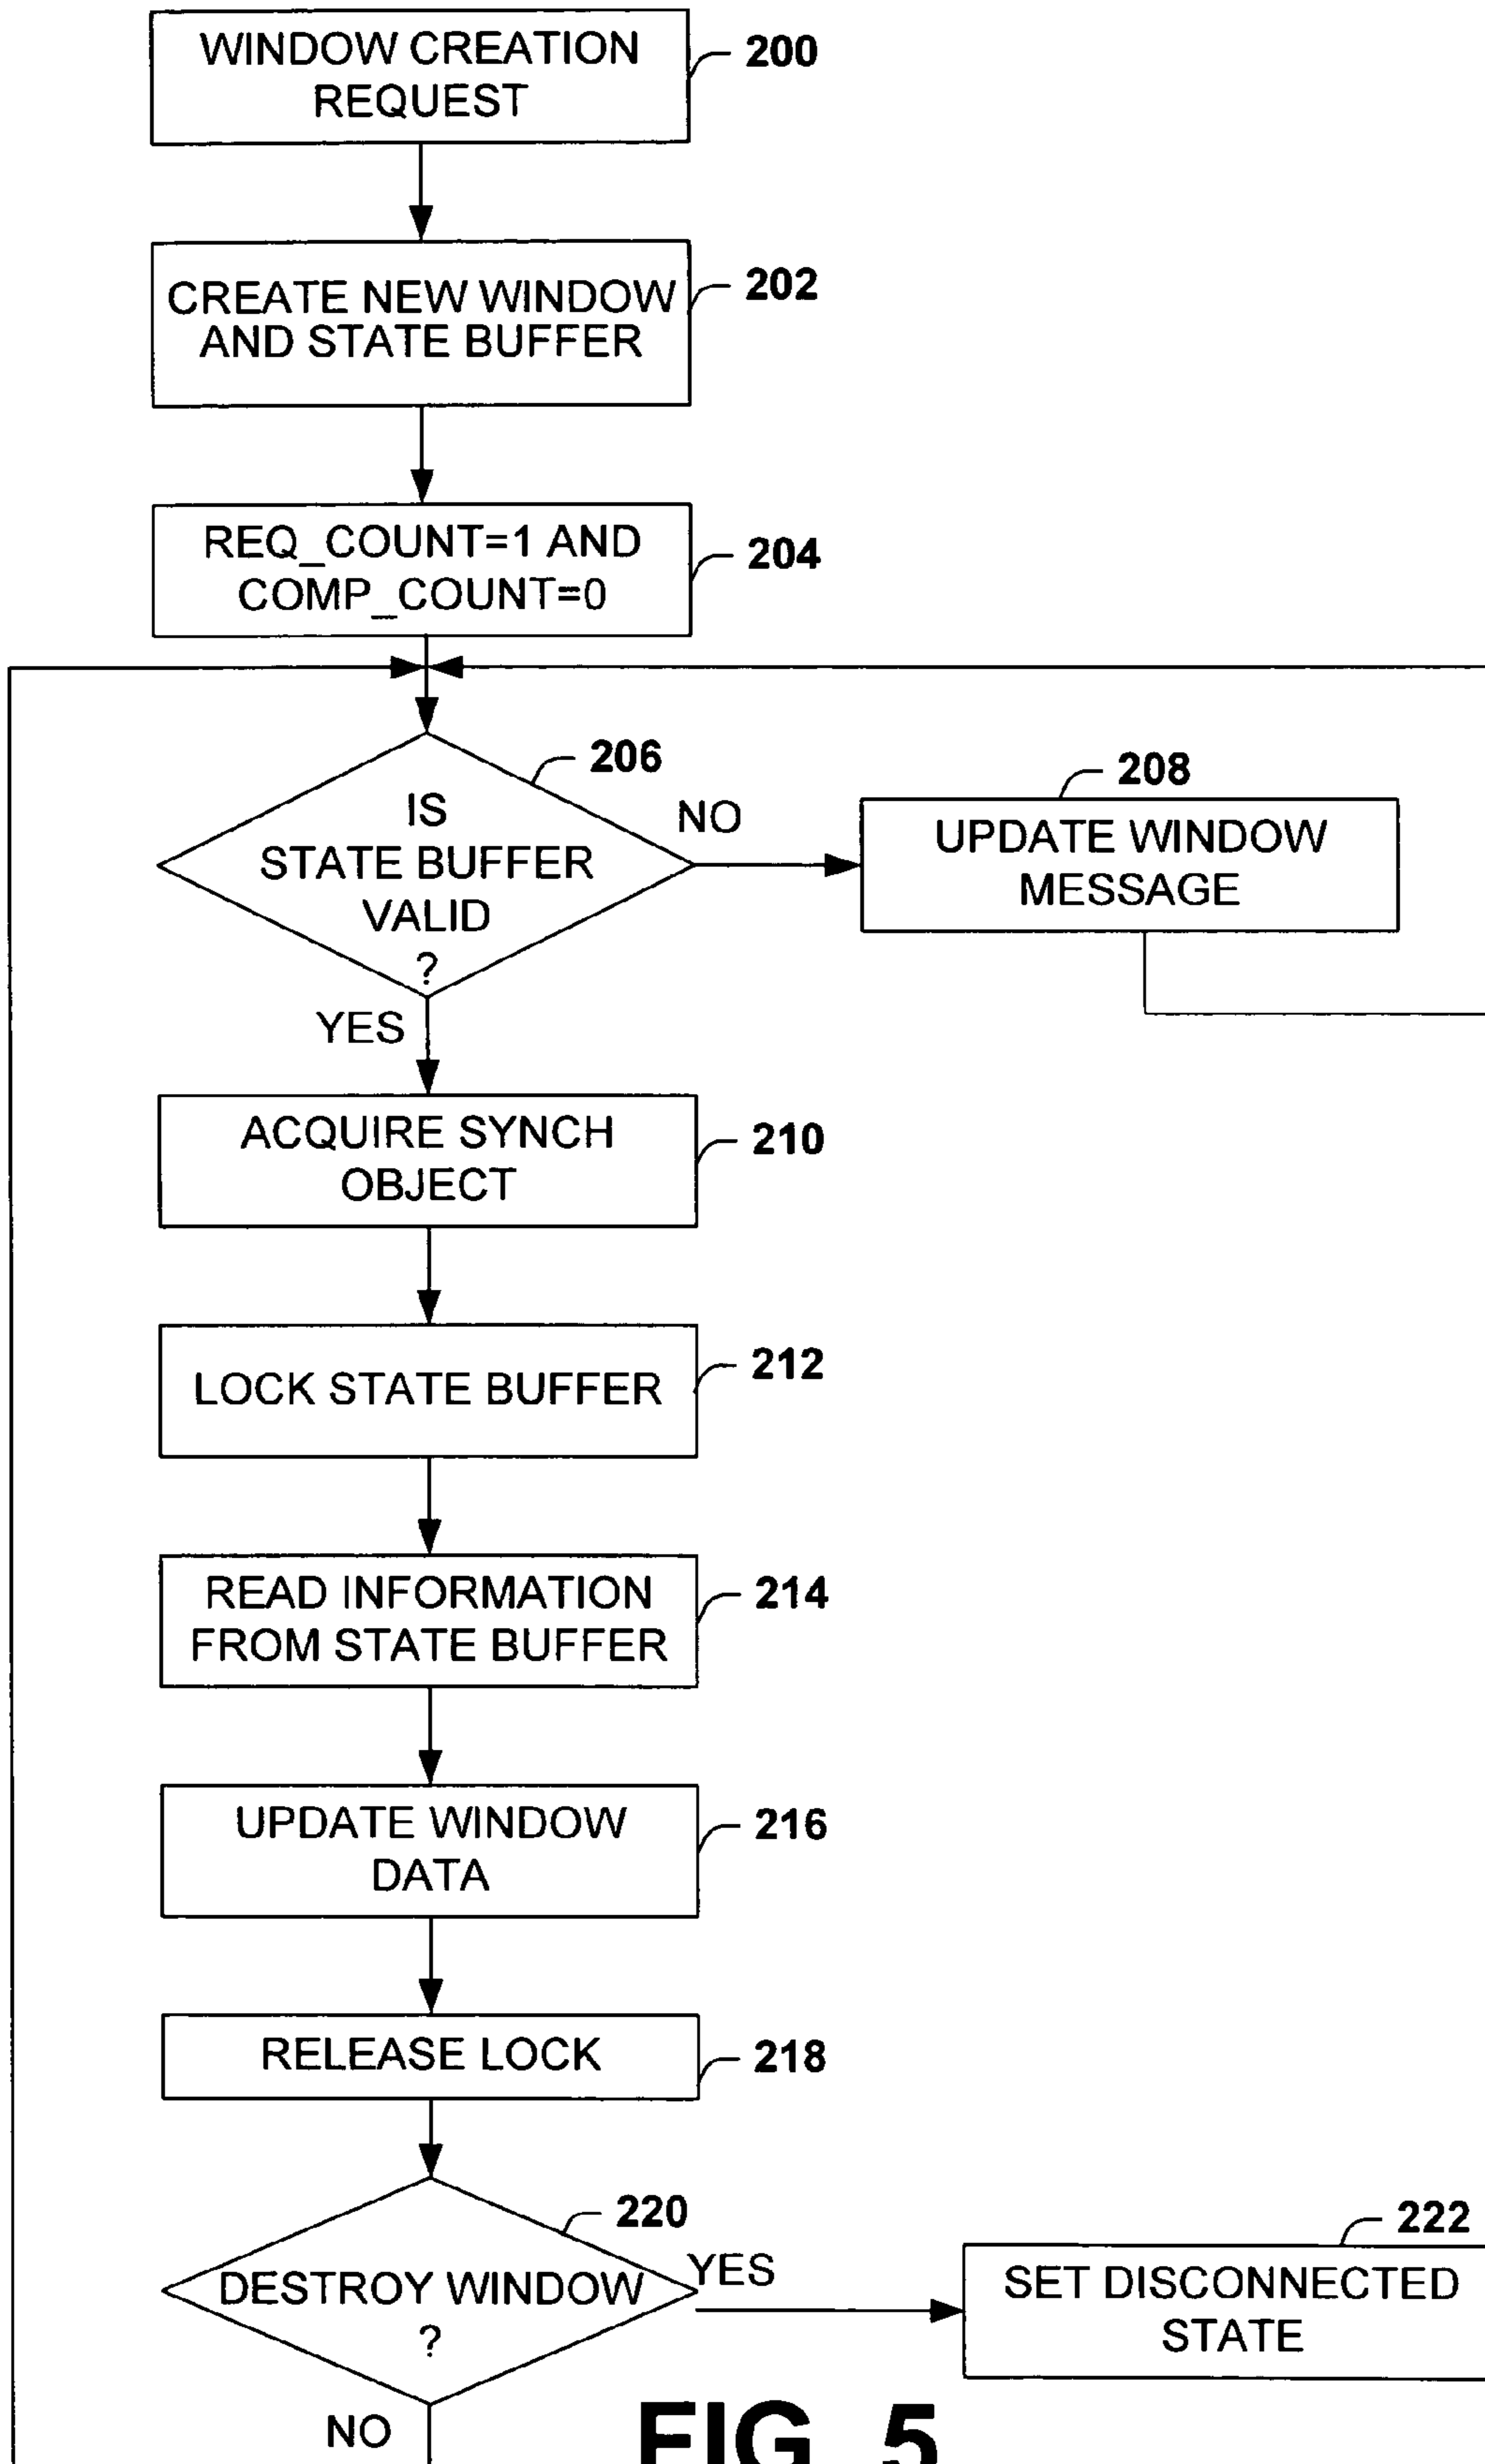 WINDOW CREATION
REQUEST
200
CREATE NEW WINDOW
AND STATE BUFFER
202
REQ_COUNT=1 AND
COMP_COUNT=0
204
206
IS
STATE BUFFER
VALID
?
NO
208
UPDATE WINDOW
MESSAGE
YES
ACQUIRE SYNCH
OBJECT
210
LOCK STATE BUFFER
212
READ INFORMATION
FROM STATE BUFFER
214
UPDATE WINDOW
DATA
216
RELEASE LOCK
218
220
DESTROY WINDOW
?
YES
222
SET DISCONNECTED
STATE
NO
FIG. 5